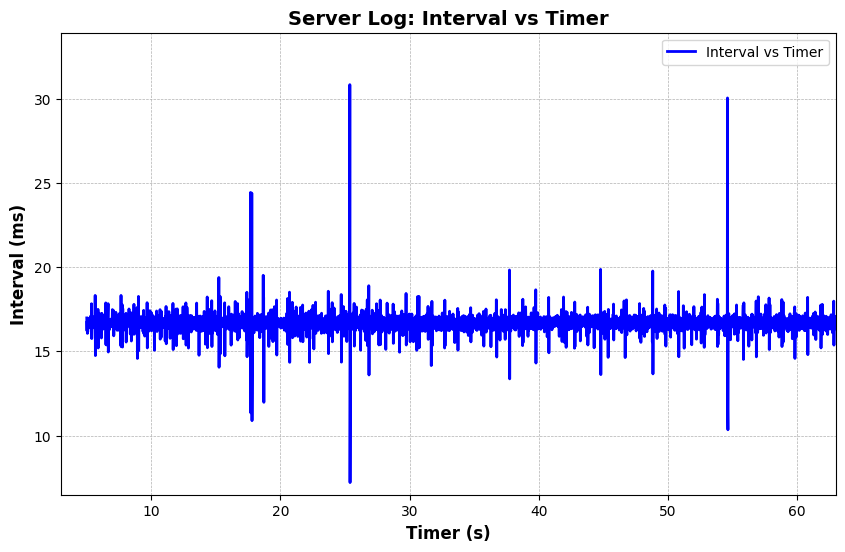 Server Log: Interval vs Timer
Interval vs Timer
Interval (ms)
30
25
20
15
10
10 20 30 40 50 60
Timer (s)